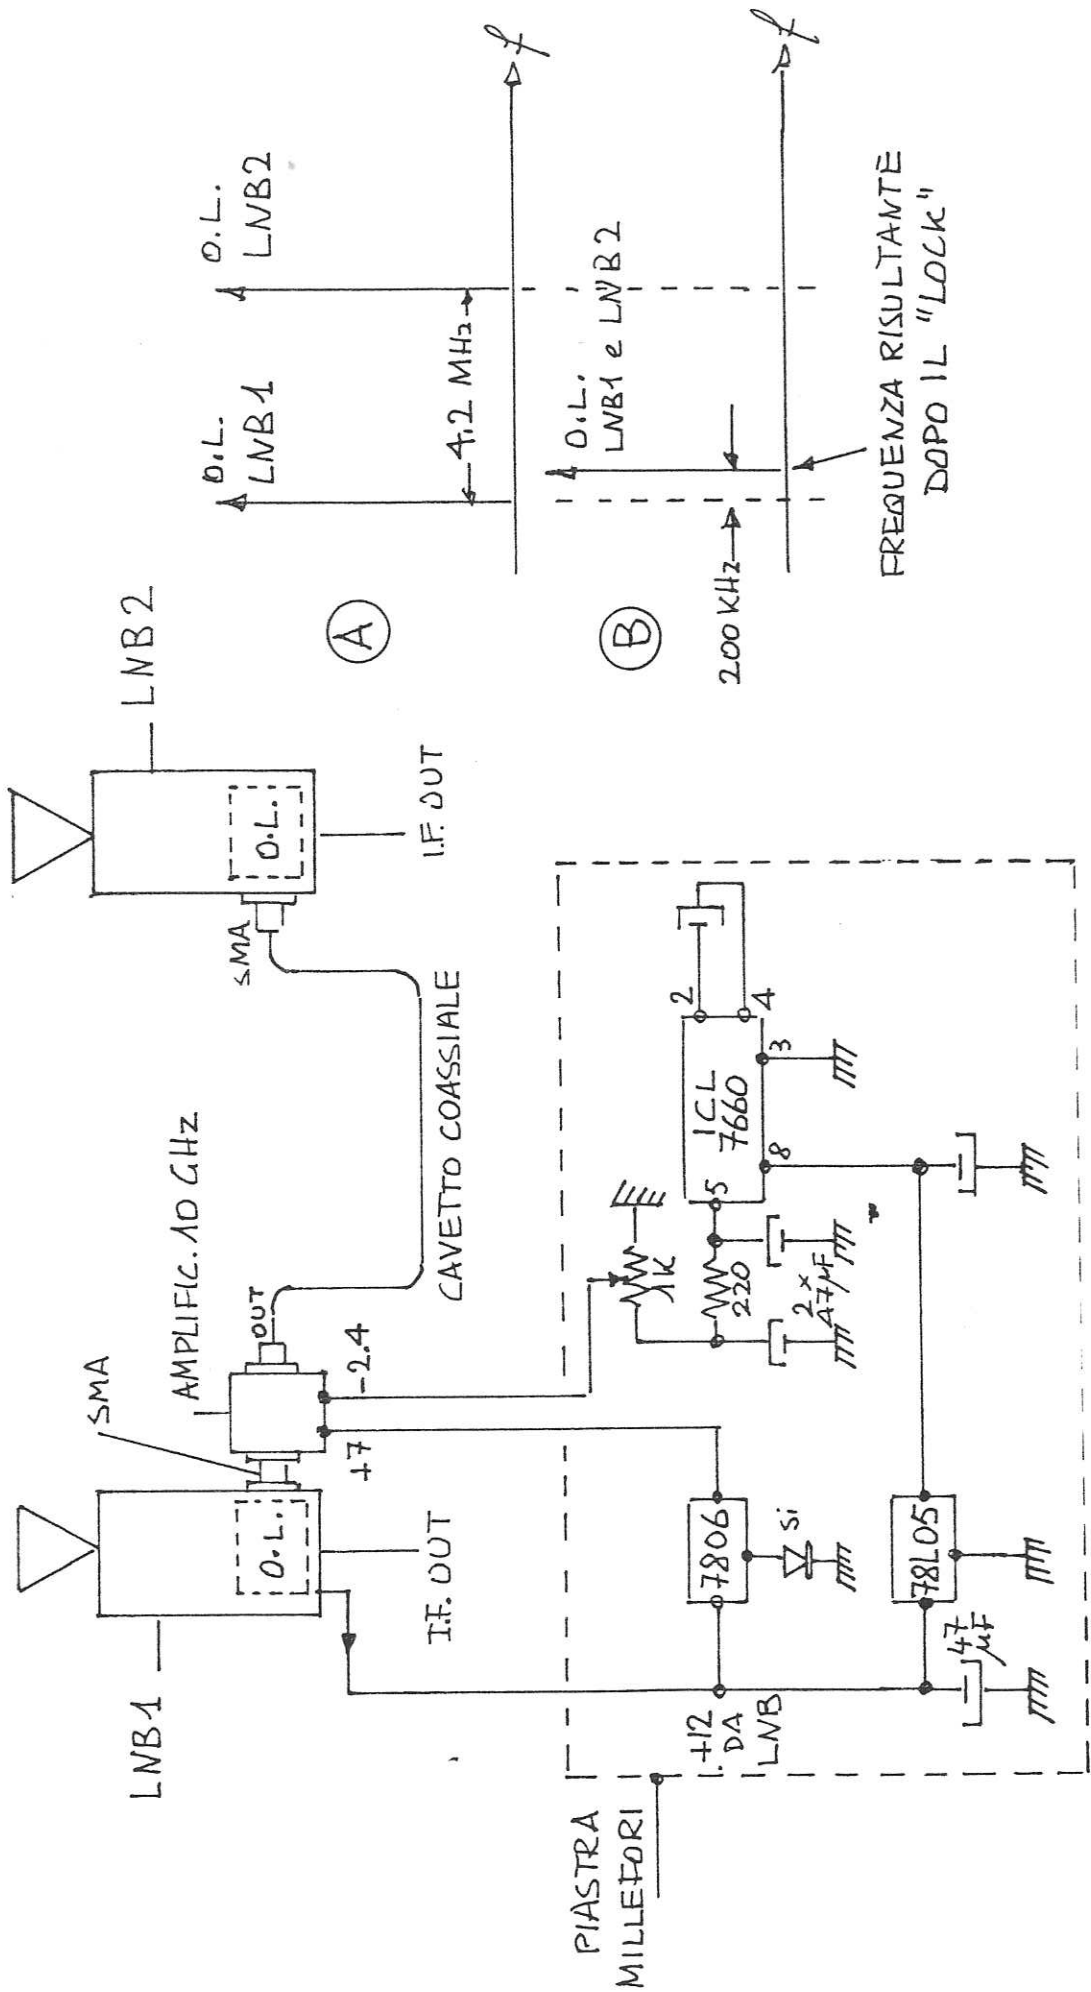 LNB1
SMA
AMPLIFIC. 10 GHz
LNB2
O.L.
OUT
SMA
O.L.
I.F. OUT
+7
-2.4
CAVETTO COASSIALE
I.F. OUT
PIASTRA
MILLEFORI
+12
DA
LNB
7806
Si
78L05
47
µF
1K
220
2x
47µF
ICL
7660
5
8
3
2
4
A
O.L.
LNB1
O.L.
LNB2
4.2 MHz
f
B
O.L.
LNB1 e LNB2
200 KHz
f
FREQUENZA RISULTANTE
DOPO IL "LOCK"